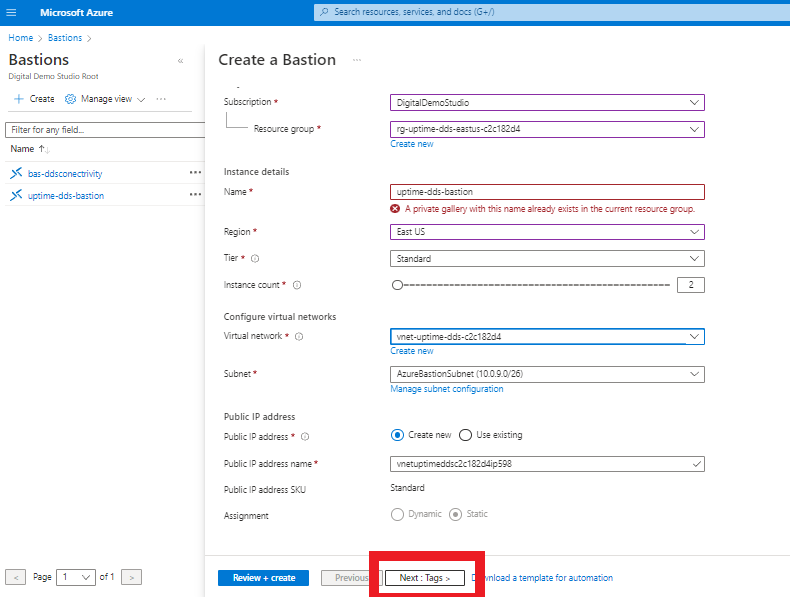 Microsoft Azure
Search resources, services, and docs (G+/)
Home > Bastions >
Bastions
«
Digital Demo Studio Root
+ Create
Manage view
...
Filter for any field...
Name ↑↓
bas-ddsconectrivity
...
uptime-dds-bastion
...
< Page 1 of 1 >
Create a Bastion ...
Subscription *
DigitalDemoStudio
Resource group *
rg-uptime-dds-eastus-c2c182d4
Create new
Instance details
Name *
uptime-dds-bastion
A private gallery with this name already exists in the current resource group.
Region *
East US
Tier *
Standard
Instance count *
2
Configure virtual networks
Virtual network *
vnet-uptime-dds-c2c182d4
Create new
Subnet *
AzureBastionSubnet (10.0.9.0/26)
Manage subnet configuration
Public IP address
Public IP address *
Create new
Use existing
Public IP address name *
vnetuptimeddsc2c182d4ip598
Public IP address SKU
Standard
Assignment
Dynamic
Static
Review + create
Previous
Next : Tags >
Download a template for automation